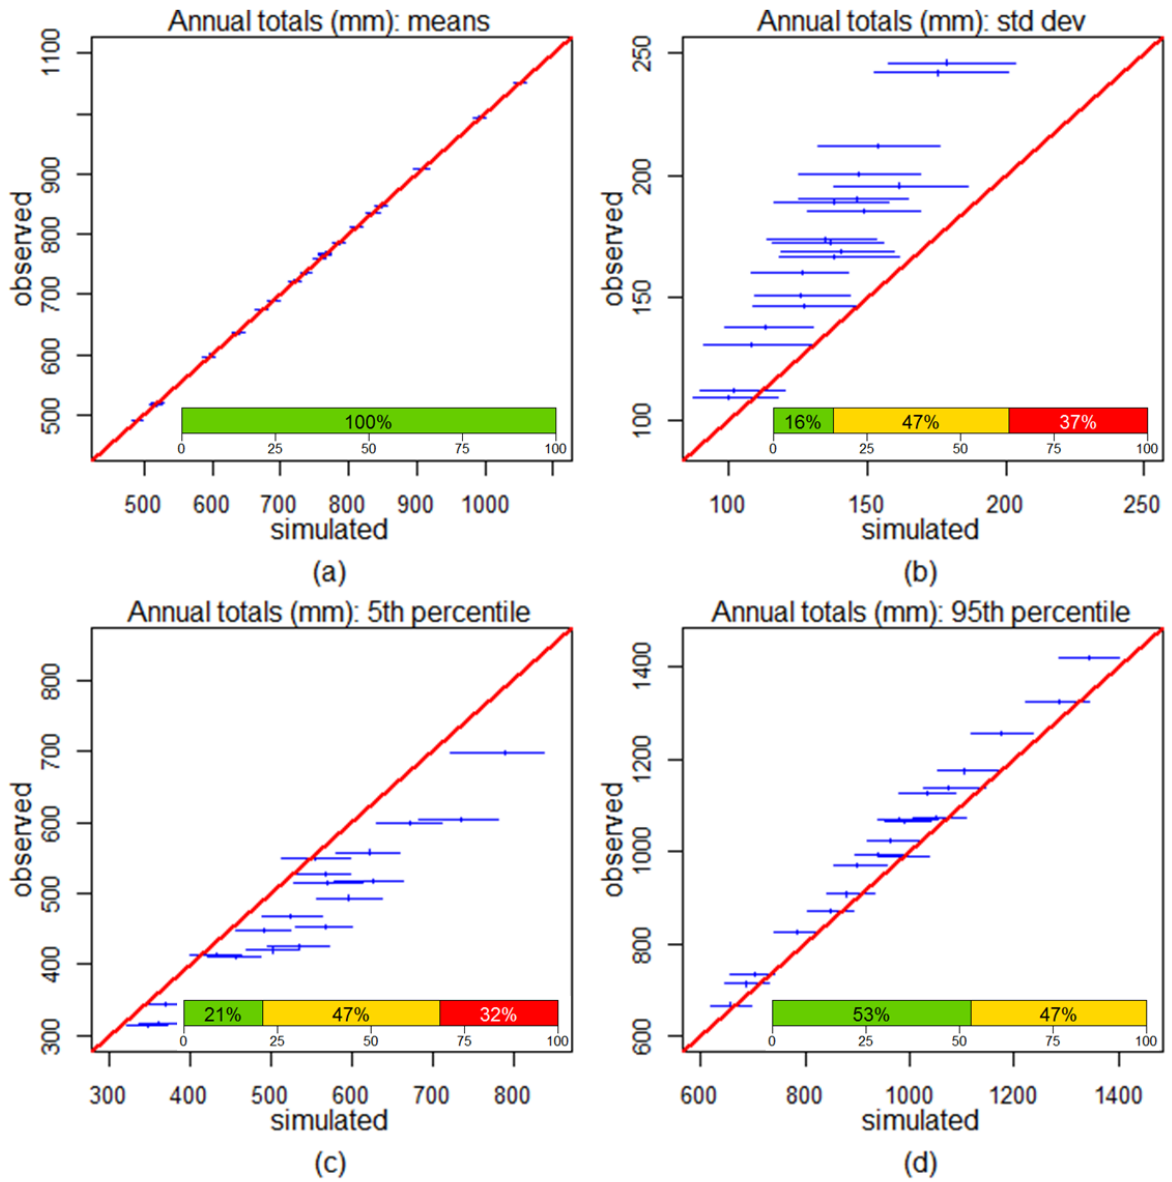 Annual totals (mm): means
observed
1100
900
800
700
600
500
100%
0 25 50 75 100
500 600 700 800 900 1000
simulated
(a)
Annual totals (mm): std dev
observed
250
200
150
100
16% 47% 37%
0 25 50 75 100
100 150 200 250
simulated
(b)
Annual totals (mm): 5th percentile
observed
800
700
600
500
400
300
21% 47% 32%
0 25 50 75 100
300 400 500 600 700 800
simulated
(c)
Annual totals (mm): 95th percentile
observed
1400
1200
1000
800
600
53% 47%
0 25 50 75 100
600 800 1000 1200 1400
simulated
(d)